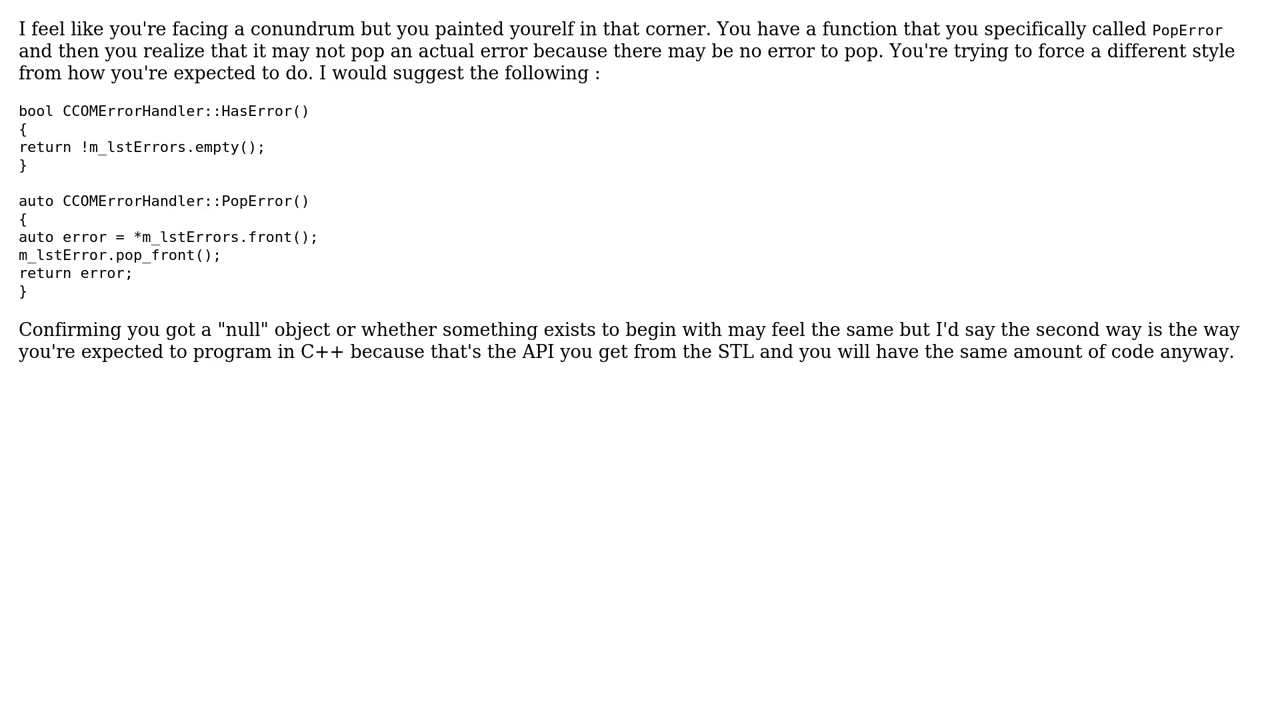 I feel like you're facing a conundrum but you painted yourelf in that corner. You have a function that you specifically called PopError
and then you realize that it may not pop an actual error because there may be no error to pop. You're trying to force a different style
from how you're expected to do. I would suggest the following :
bool CCOMErrorHandler::HasError()
{
return !m_lstErrors.empty();
}
auto CCOMErrorHandler::PopError()
{
auto error = *m_lstErrors.front();
m_lstError.pop_front();
return error;
}
Confirming you got a "null" object or whether something exists to begin with may feel the same but I'd say the second way is the way
you're expected to program in C++ because that's the API you get from the STL and you will have the same amount of code anyway.